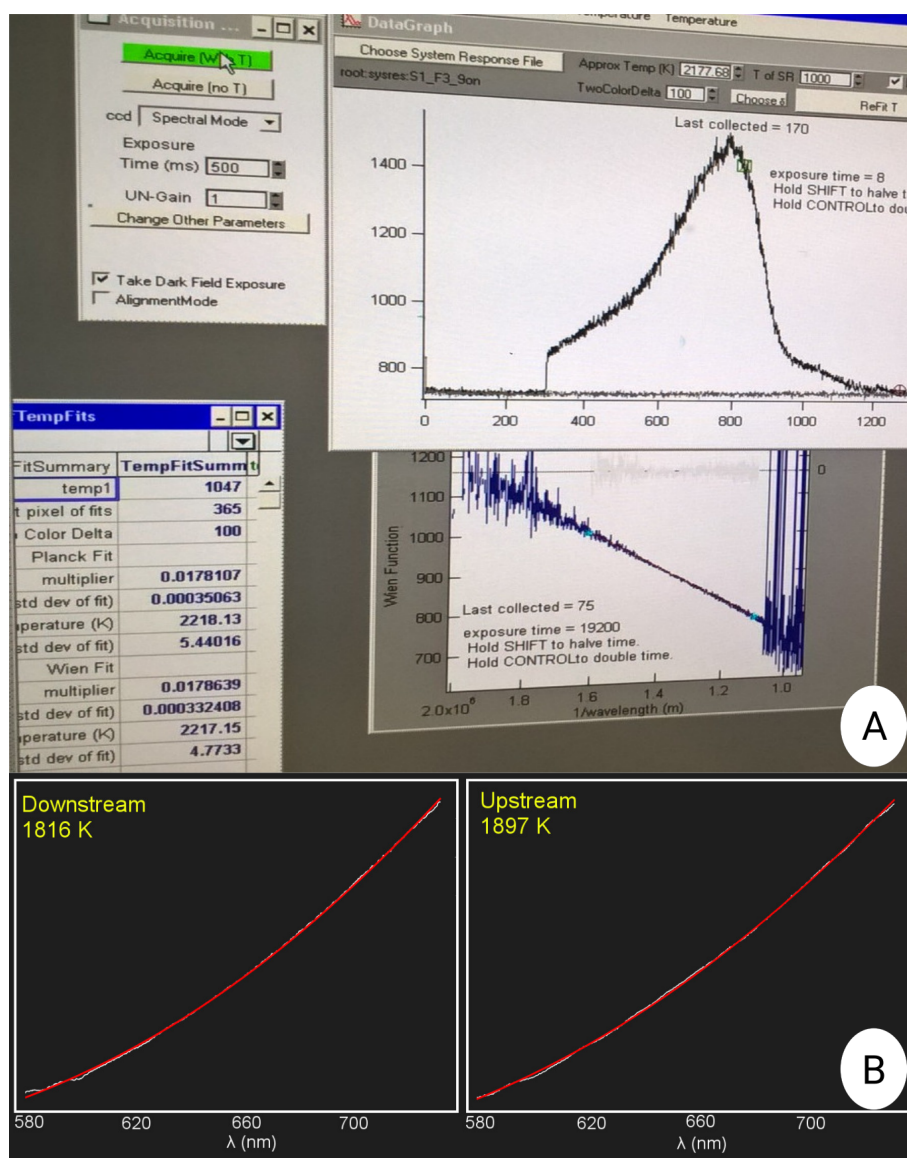 Acquisition ...
Acquire (With T)
Acquire (no T)
ccd Spectral Mode
Exposure
Time (ms) 500
UN-Gain 1
Change Other Parameters
Take Dark Field Exposure
AlignmentMode
Temperature
DataGraph
Choose System Response File
Approx Temp (K) 2177.68 T of SR 1000
root:sysres:S1_F3_9on
TwoColorDelta 100 Choose
ReFit T
Last collected = 170
exposure time = 8
Hold SHIFT to halve t
Hold CONTROLto dou
1400
1200
1000
800
0 200 400 600 800 1000 1200
TempFits
FitSummary TempFitSumm
temp1 1047
t pixel of fits 365
Color Delta 100
Planck Fit
multiplier 0.0178107
std dev of fit) 0.00035063
perature (K) 2218.13
std dev of fit) 5.44016
Wien Fit
multiplier 0.0178639
std dev of fit) 0.000332408
perature (K) 2217.15
std dev of fit) 4.7733
1200
1100
1000
900
800
700
Wien Function
0
Last collected = 75
exposure time = 19200
Hold SHIFT to halve time.
Hold CONTROLto double time.
2.0x10⁶ 1.8 1.6 1.4 1.2 1.0
1/wavelength (m)
A
Downstream
1816 K
580 620 660 700
λ (nm)
Upstream
1897 K
580 620 660 700
λ (nm)
B